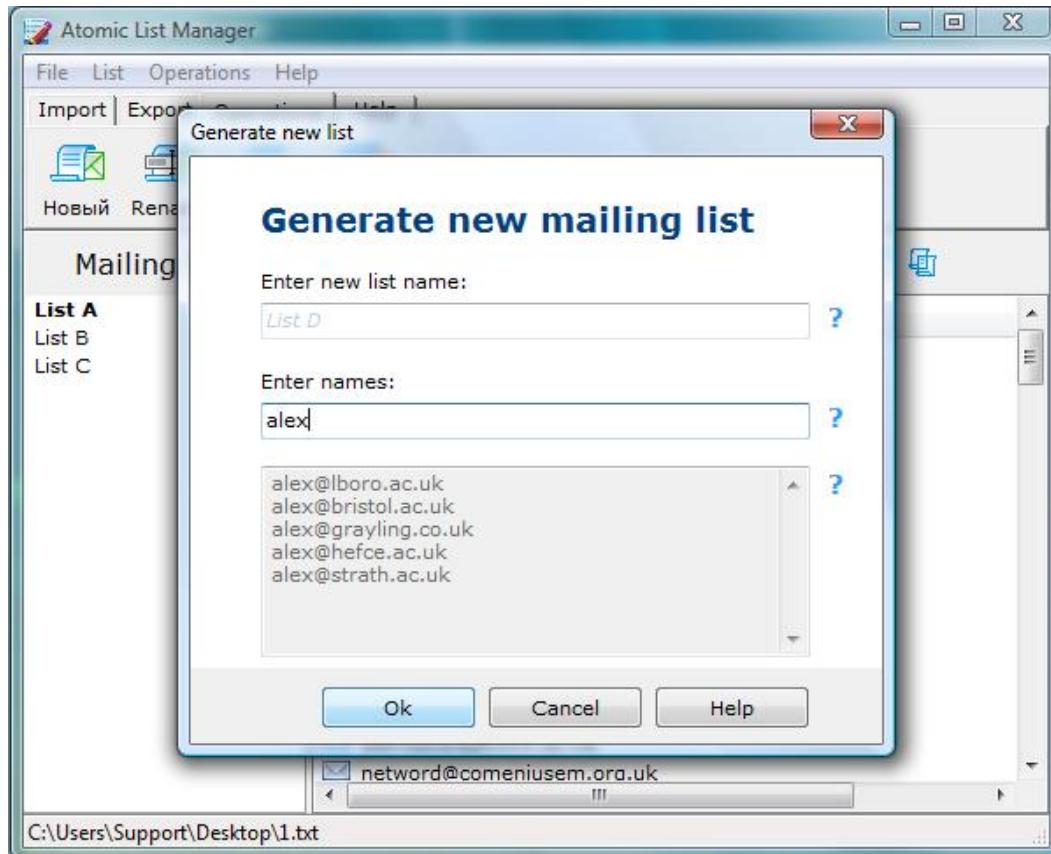 Atomic List Manager
File List Operations Help
Import Export Help
Generate new list
Новый
Mailing
Generate new mailing list
Enter new list name:
List D ?
List A
List B
List C
Enter names:
alex ?
alex@lboro.ac.uk ?
alex@bristol.ac.uk
alex@grayling.co.uk
alex@hefce.ac.uk
alex@strath.ac.uk
Ok Cancel Help
netword@comeniusem.org.uk
C:\Users\Support\Desktop\1.txt